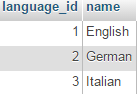 language_id name
1 English
2 German
3 Italian